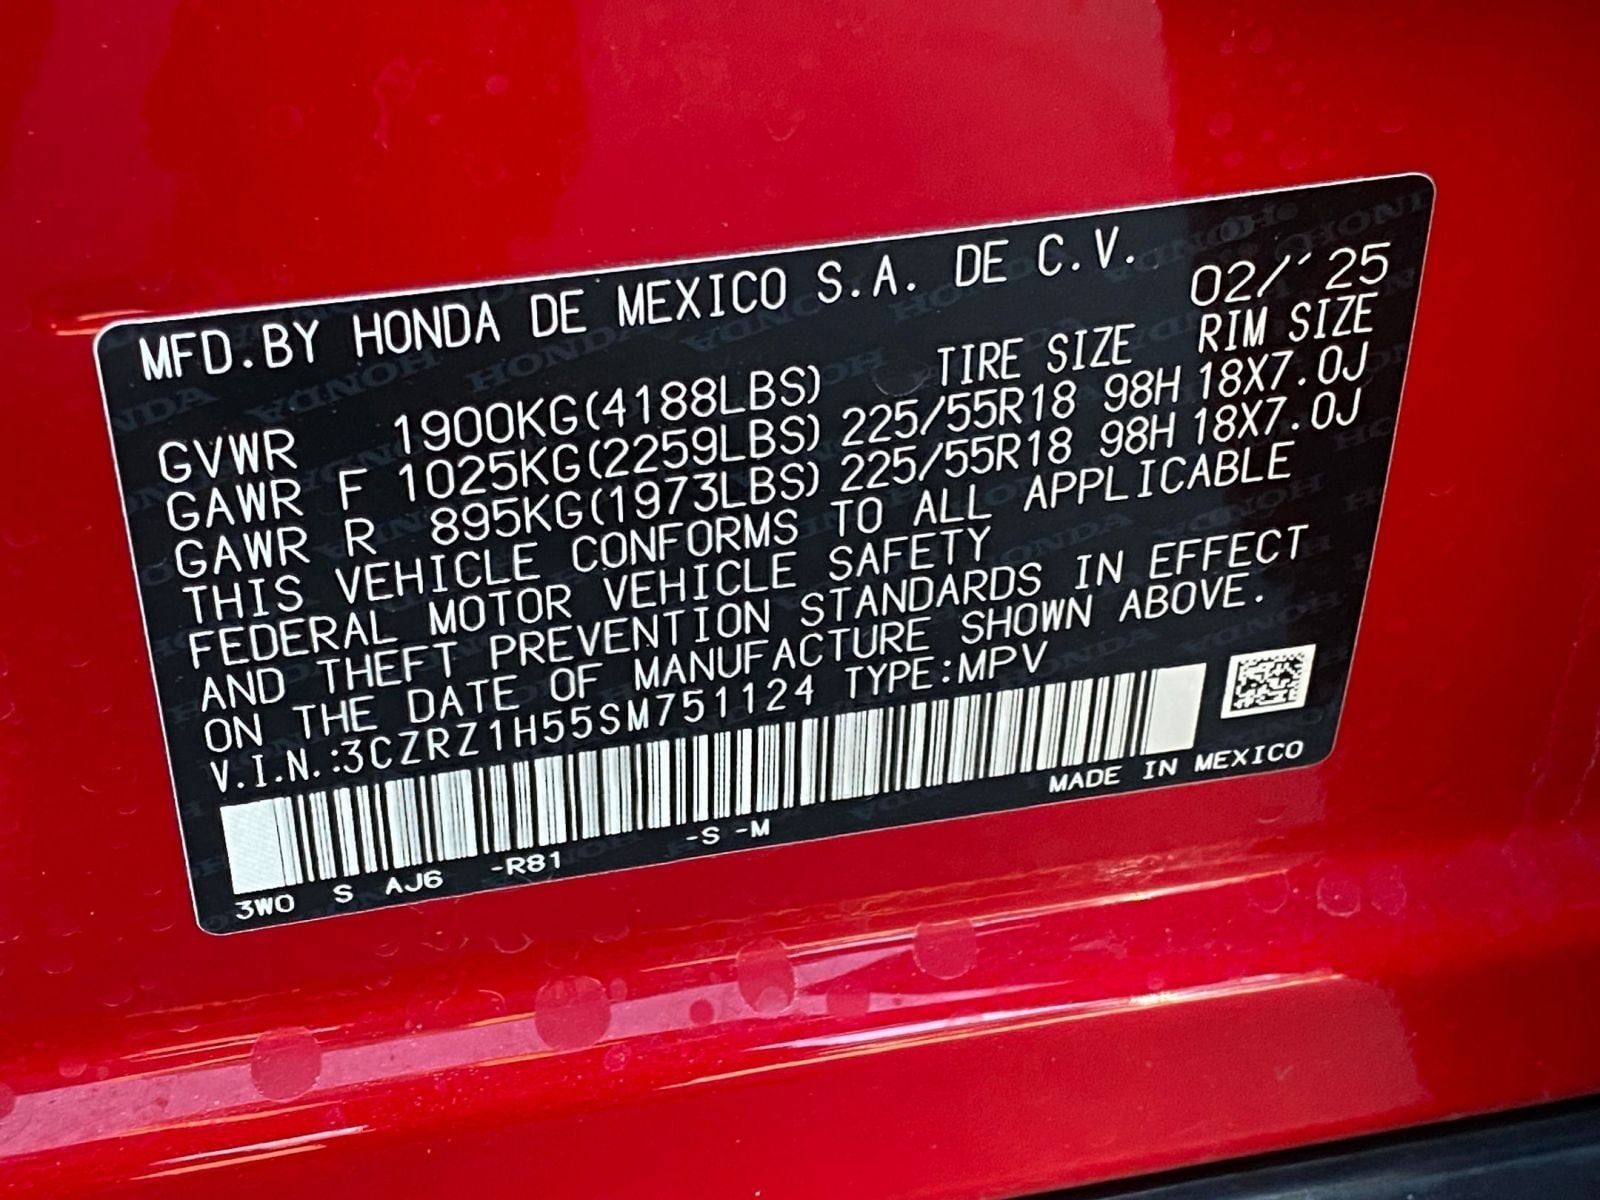 MFD.BY HONDA DE MEXICO S.A. DE C.V.
02/'25
TIRE SIZE RIM SIZE
GVWR 1900KG(4188LBS)
GAWR F 1025KG(2259LBS) 225/55R18 98H 18X7.0J
GAWR R 895KG(1973LBS) 225/55R18 98H 18X7.0J
THIS VEHICLE CONFORMS TO ALL APPLICABLE
FEDERAL MOTOR VEHICLE SAFETY
AND THEFT PREVENTION STANDARDS IN EFFECT
ON THE DATE OF MANUFACTURE SHOWN ABOVE.
V.I.N.:3CZRZ1H55SM751124 TYPE:MPV
MADE IN MEXICO
3W0 S AJ6 -R81 -S -M